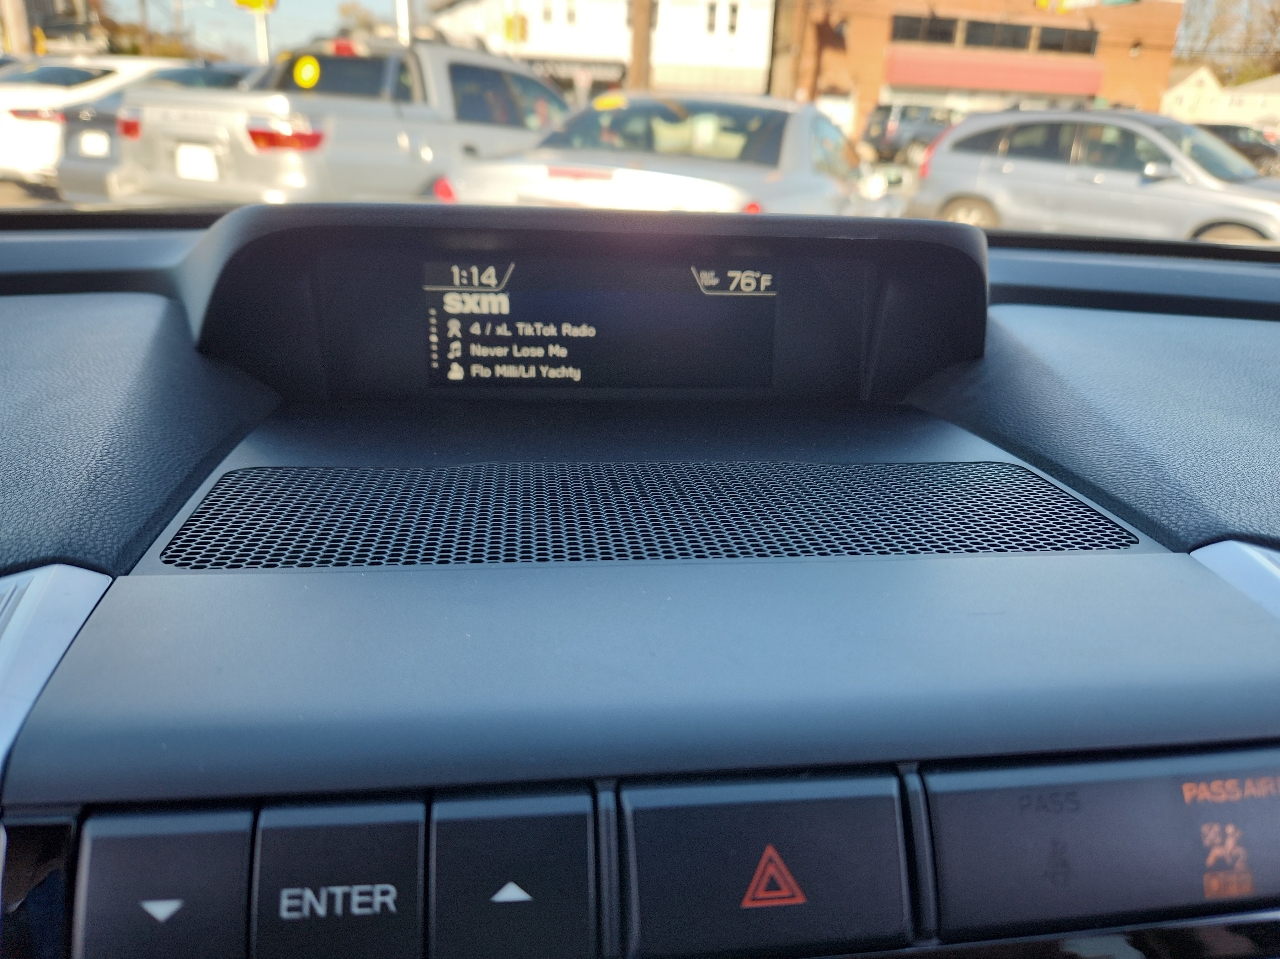 1:14
76°F
sxm
4 / xL TikTok Radio
Never Lose Me
Flo Milli/Lil Yachty
PASS
PASS AIR
ENTER
2